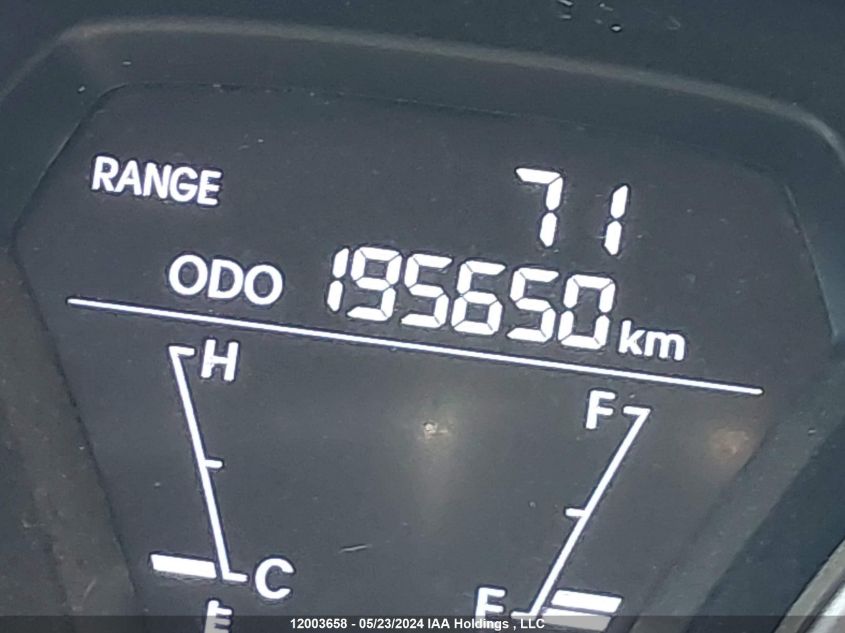 RANGE 71
ODO 195650 km
H F
C E
12003658 - 05/23/2024 IAA Holdings , LLC